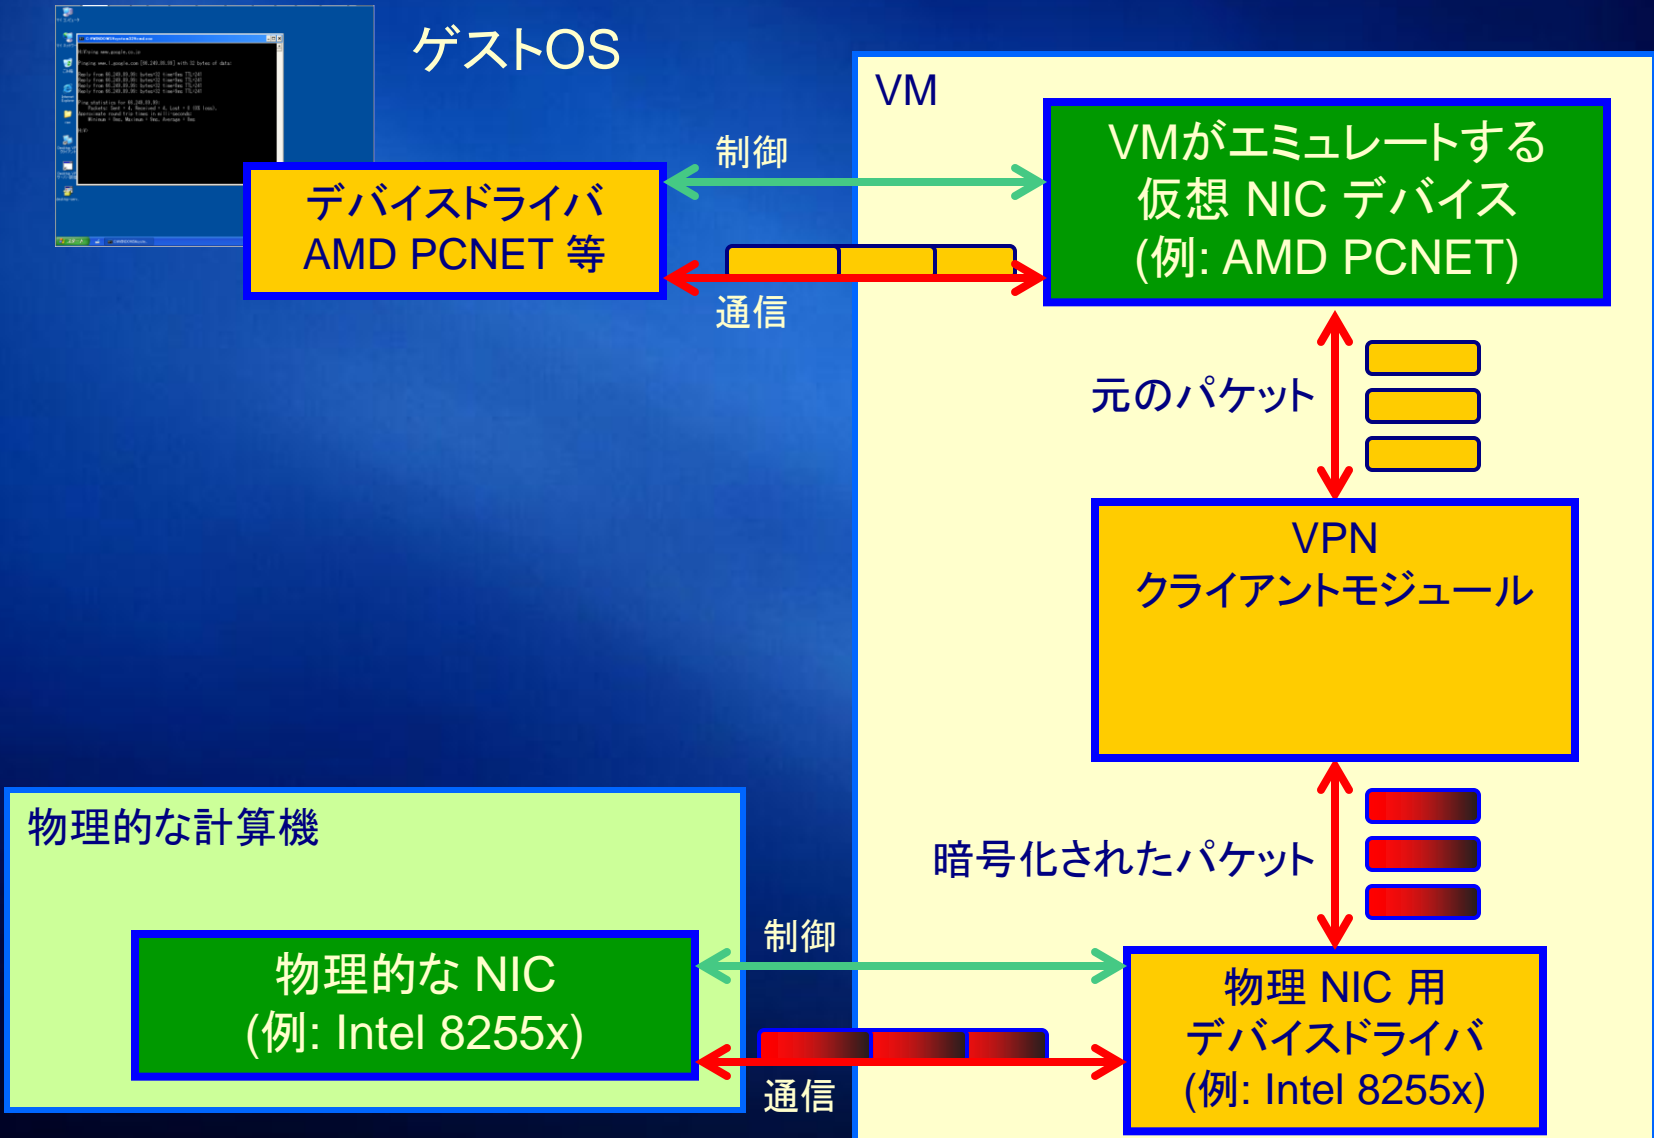 ゲストOS
VM
デバイスドライバ
AMD PCNET 等
制御
通信
VMがエミュレートする
仮想 NIC デバイス
(例: AMD PCNET)
元のパケット
VPN
クライアントモジュール
暗号化されたパケット
物理的な計算機
物理的な NIC
(例: Intel 8255x)
制御
通信
物理 NIC 用
デバイスドライバ
(例: Intel 8255x)